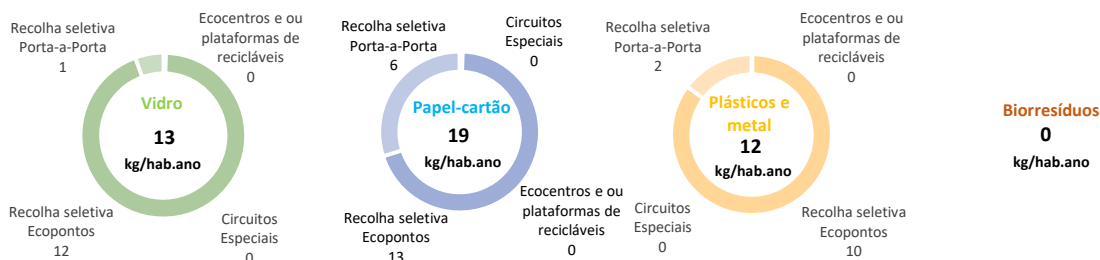 Recolha seletiva
Porta-a-Porta
1
Ecocentros e ou
plataformas de
recicláveis
0
Vidro
13
kg/hab.ano
Recolha seletiva
Ecopontos
12
Circuitos
Especiais
0
Recolha seletiva
Porta-a-Porta
6
Circuitos
Especiais
0
Papel-cartão
19
kg/hab.ano
Recolha seletiva
Ecopontos
13
Ecocentros e ou
plataformas de
recicláveis
0
Recolha seletiva
Porta-a-Porta
2
Ecocentros e ou
plataformas de
recicláveis
0
Plásticos e
metal
12
kg/hab.ano
Circuitos
Especiais
0
Recolha seletiva
Ecopontos
10
Biorresíduos
0
kg/hab.ano